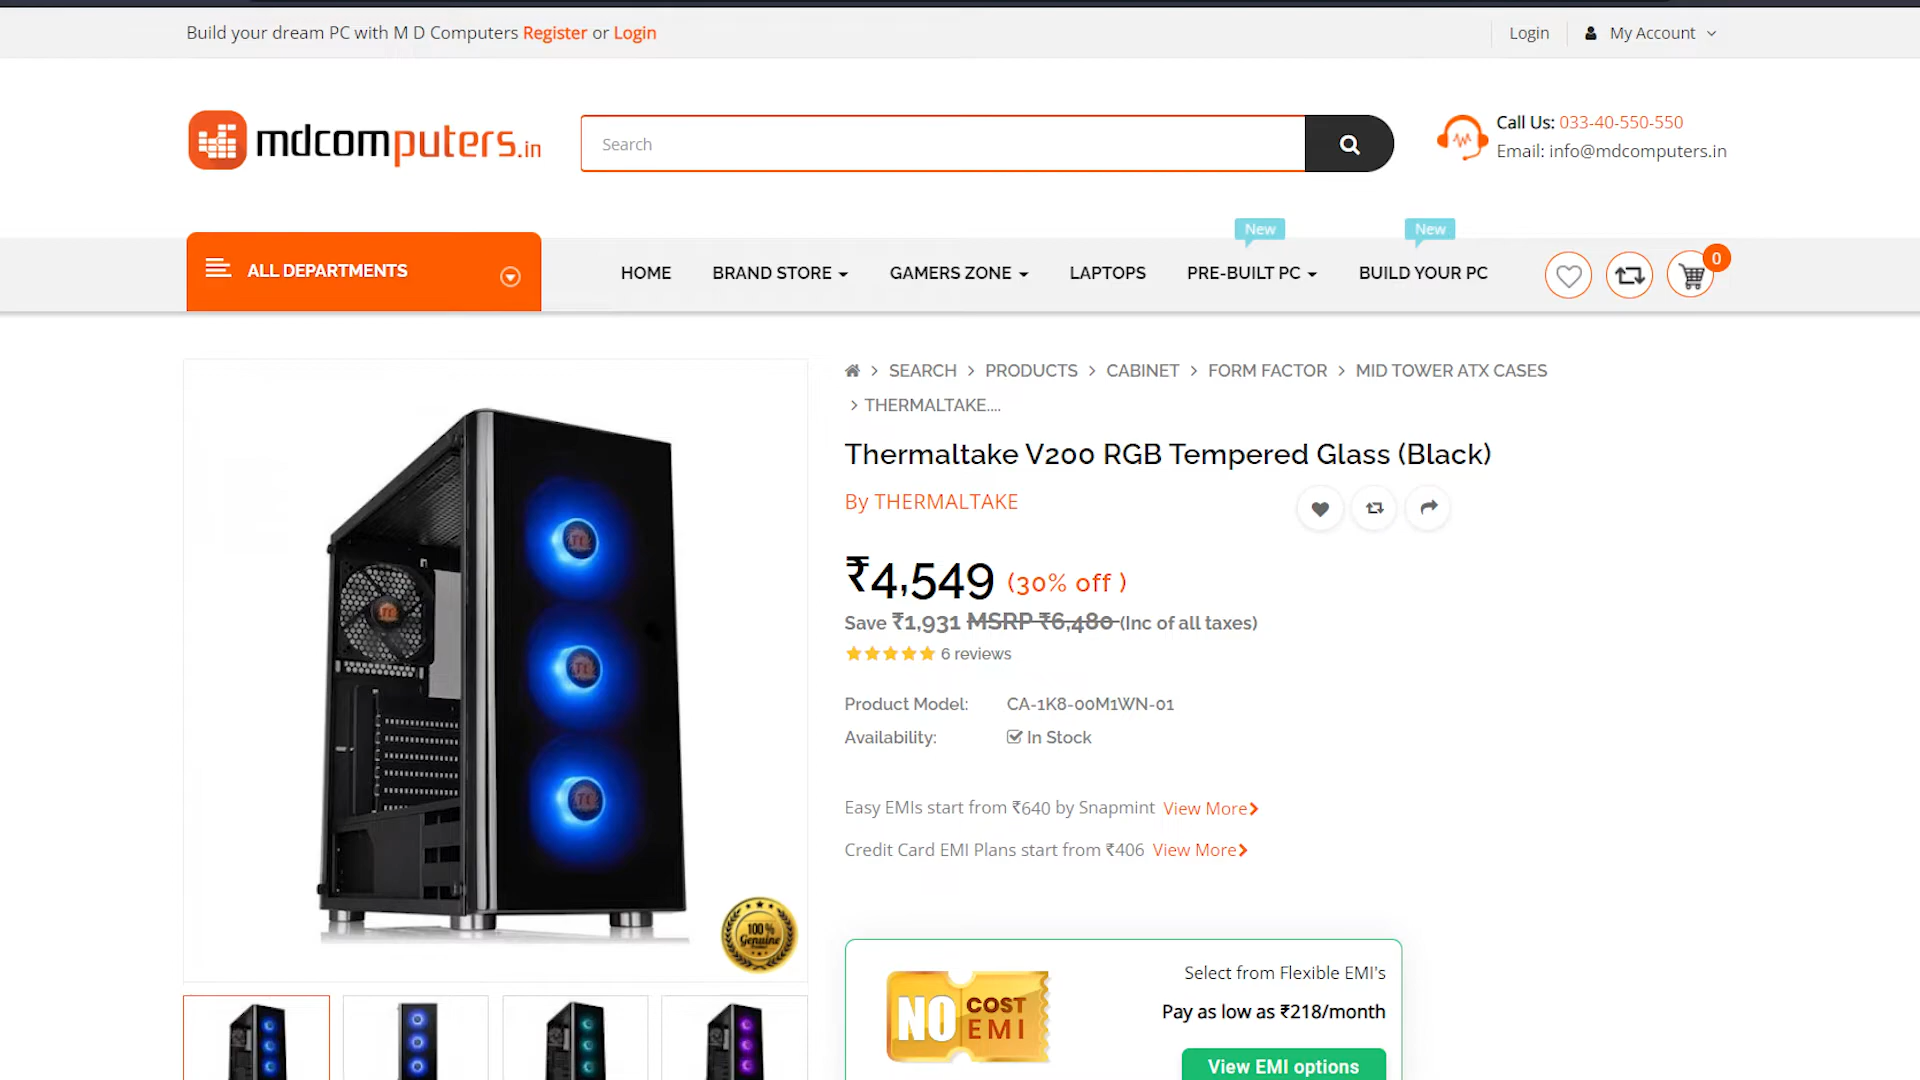 Build your dream PC with M D Computers Register or Login
Login
My Account
mdcomputers.in
Search
Call Us: 033-40-550-550
Email: info@mdcomputers.in
New
New
ALL DEPARTMENTS
HOME
BRAND STORE
GAMERS ZONE
LAPTOPS
PRE-BUILT PC
BUILD YOUR PC
0
> SEARCH > PRODUCTS > CABINET > FORM FACTOR > MID TOWER ATX CASES
> THERMALTAKE....
Thermaltake V200 RGB Tempered Glass (Black)
By THERMALTAKE
₹4,549 (30% off )
Save ₹1,931 MSRP ₹6,480 (Inc of all taxes)
6 reviews
Product Model: CA-1K8-00M1WN-01
Availability: In Stock
Easy EMIs start from ₹640 by Snapmint View More
Credit Card EMI Plans start from ₹406 View More
100%
Genuine
NO COST EMI
Select from Flexible EMI's
Pay as low as ₹218/month
View EMI options